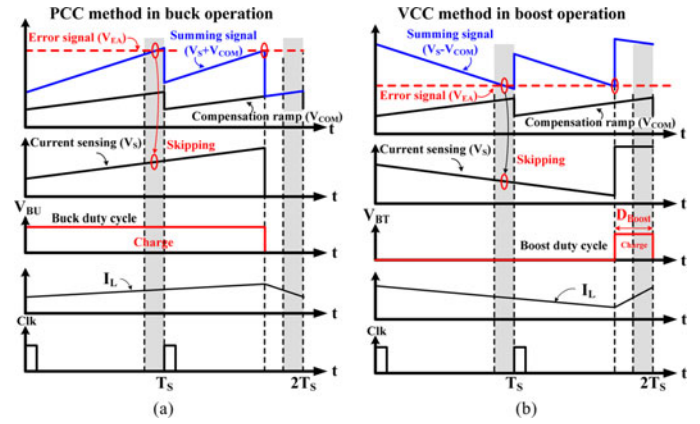 PCC method in buck operation
Error signal (VEA)
Summing signal
(VS+VCOM)
Compensation ramp (VCOM)
t
Current sensing (VS)
Skipping
t
VBU
Buck duty cycle
Charge
t
IL
t
Clk
t
TS
2TS
(a)
VCC method in boost operation
Summing signal
(VS-VCOM)
Error signal (VEA)
Compensation ramp (VCOM)
t
Current sensing (VS)
Skipping
t
VBT
DBoost
Boost duty cycle
Charge
t
IL
t
Clk
t
TS
2TS
(b)